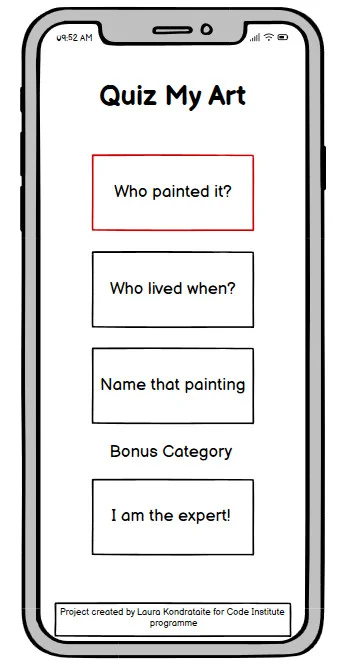 09:52 AM
Quiz My Art
Who painted it?
Who lived when?
Name that painting
Bonus Category
I am the expert!
Project created by Laura Kondrataite for Code Institute
programme